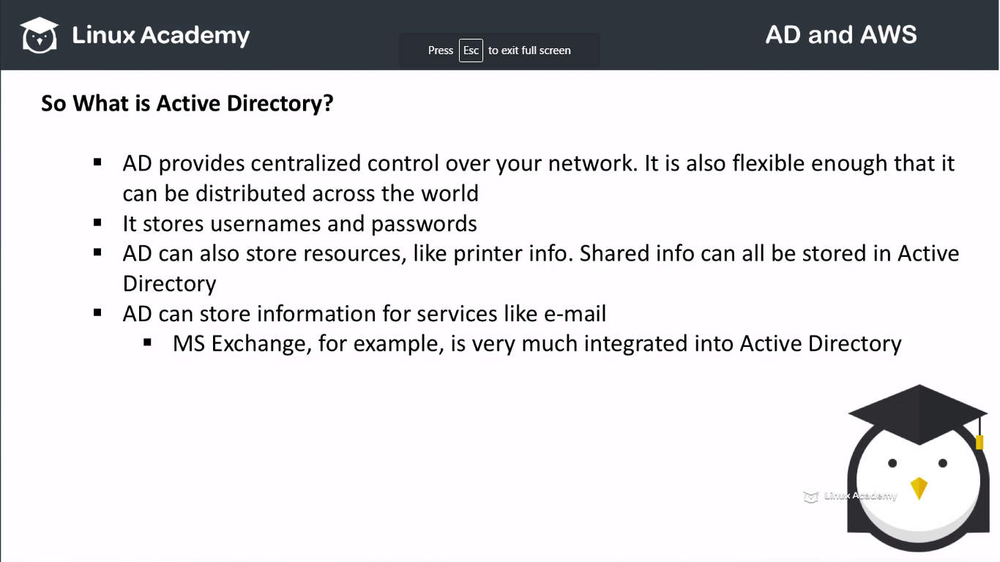 Linux Academy
AD and AWS
Press Esc to exit full screen
So What is Active Directory?
▪ AD provides centralized control over your network. It is also flexible enough that it
can be distributed across the world
▪ It stores usernames and passwords
▪ AD can also store resources, like printer info. Shared info can all be stored in Active
Directory
▪ AD can store information for services like e-mail
▪ MS Exchange, for example, is very much integrated into Active Directory
Linux Academy